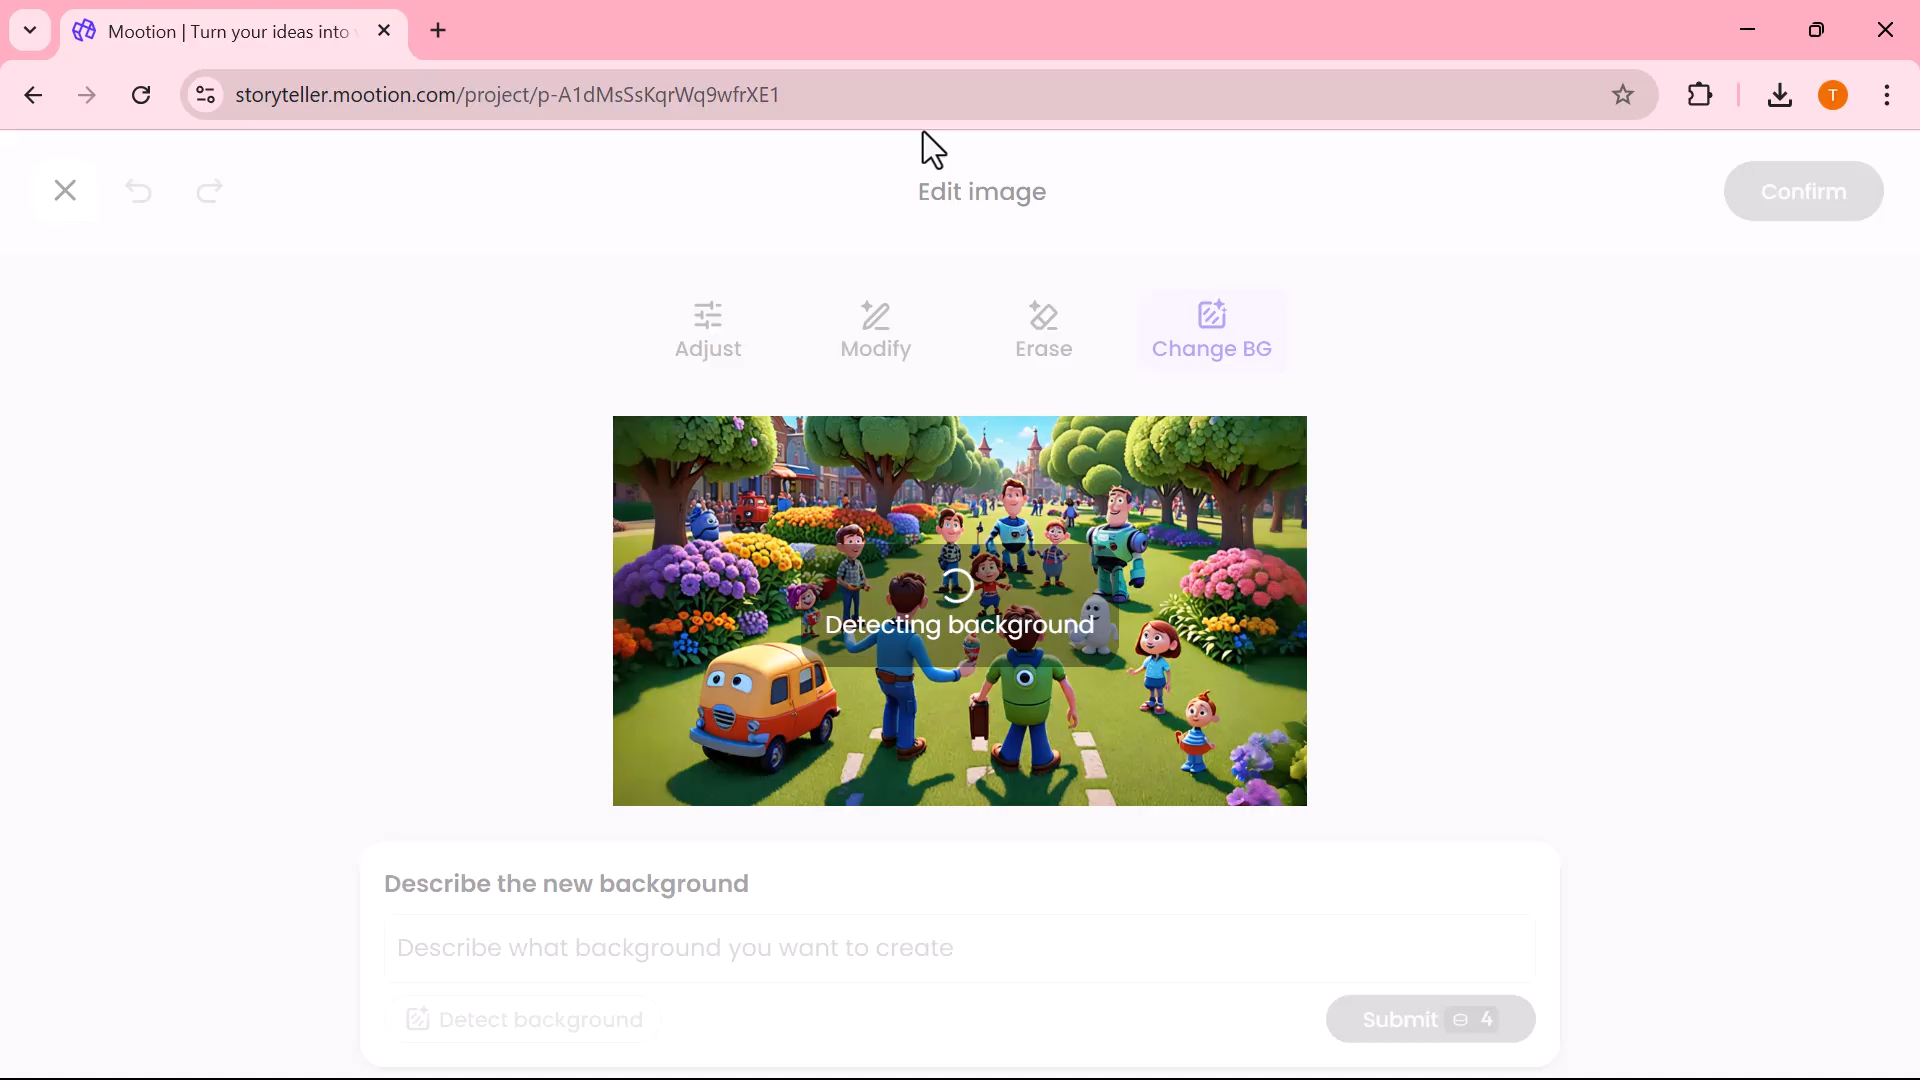 Mootion | Turn your ideas into
storyteller.mootion.com/project/p-A1dMsSsKqrWq9wfrXE1
T
Edit image
Confirm
Adjust
Modify
Erase
Change BG
Detecting background
Describe the new background
Describe what background you want to create
Detect background
Submit 4